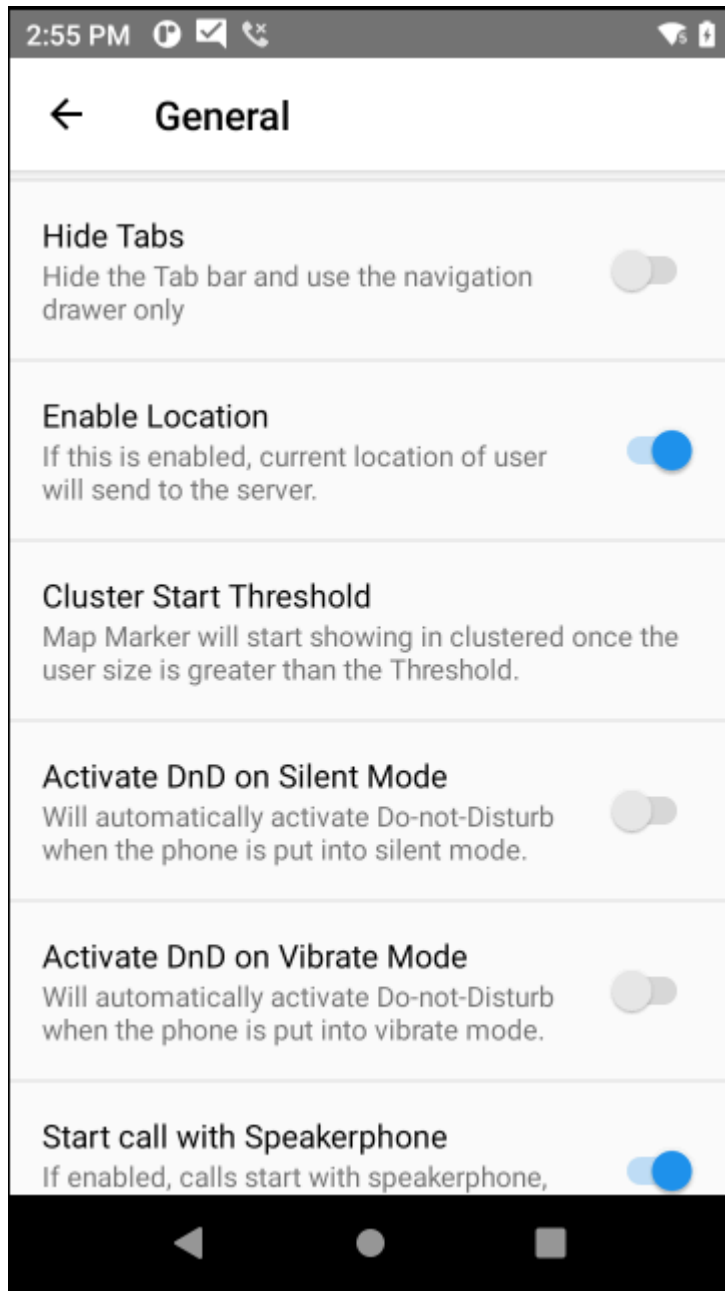 2:55 PM
General
Hide Tabs
Hide the Tab bar and use the navigation
drawer only
Enable Location
If this is enabled, current location of user
will send to the server.
Cluster Start Threshold
Map Marker will start showing in clustered once the
user size is greater than the Threshold.
Activate DnD on Silent Mode
Will automatically activate Do-not-Disturb
when the phone is put into silent mode.
Activate DnD on Vibrate Mode
Will automatically activate Do-not-Disturb
when the phone is put into vibrate mode.
Start call with Speakerphone
If enabled, calls start with speakerphone,